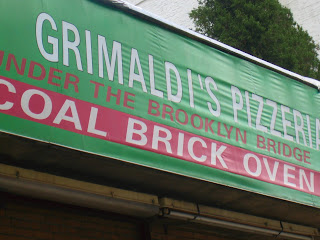 GRIMALDI'S PIZZERIA
UNDER THE BROOKLYN BRIDGE
COAL BRICK OVEN